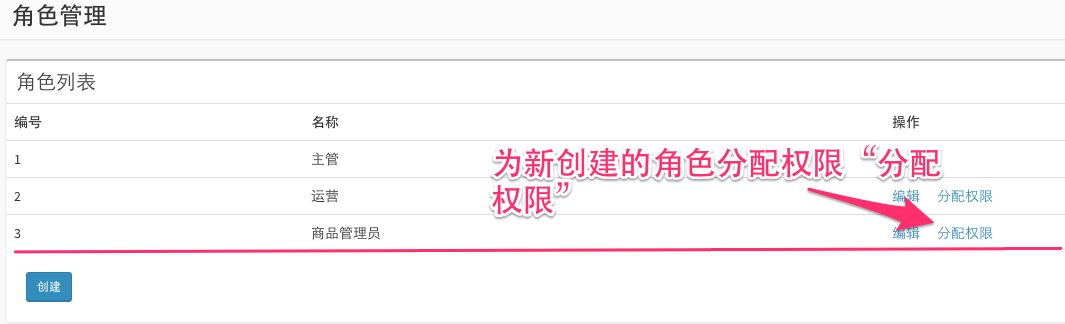 角色管理
角色列表
编号 名称 操作
1 主管
为新创建的角色分配权限“分配
权限”
2 运营 编辑 分配权限
3 商品管理员 编辑 分配权限
创建